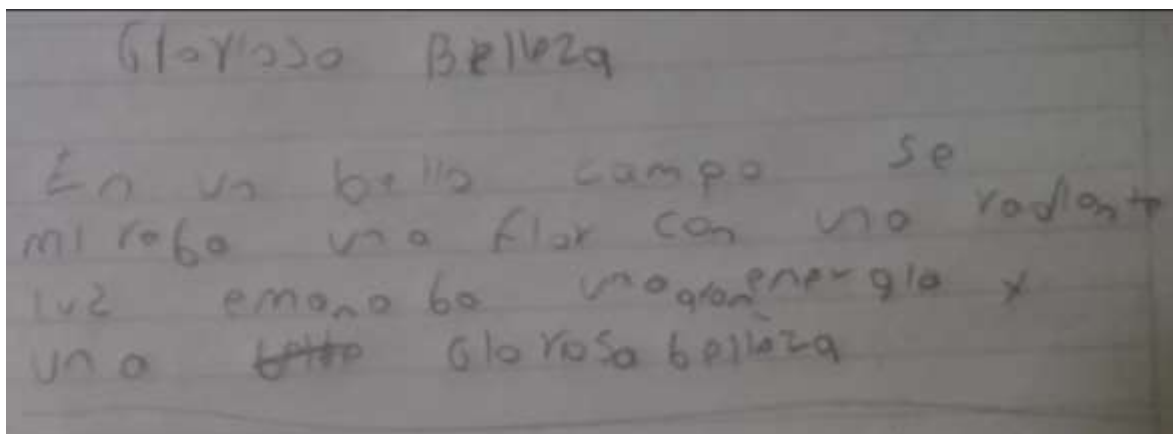 Gloriosa Belleza
En un bello campo se
miraba una flor con una radiante
luz emanaba una gran energia y
una Glorosa belleza